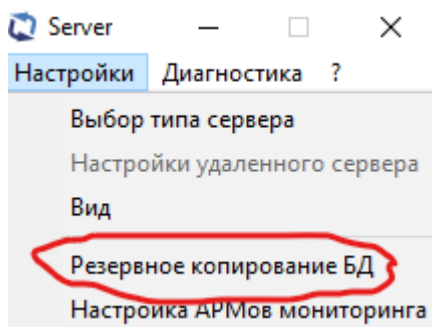 Server
Настройки Диагностика ?
Выбор типа сервера
Настройки удаленного сервера
Вид
Резервное копирование БД
Настройка АРМов мониторинга